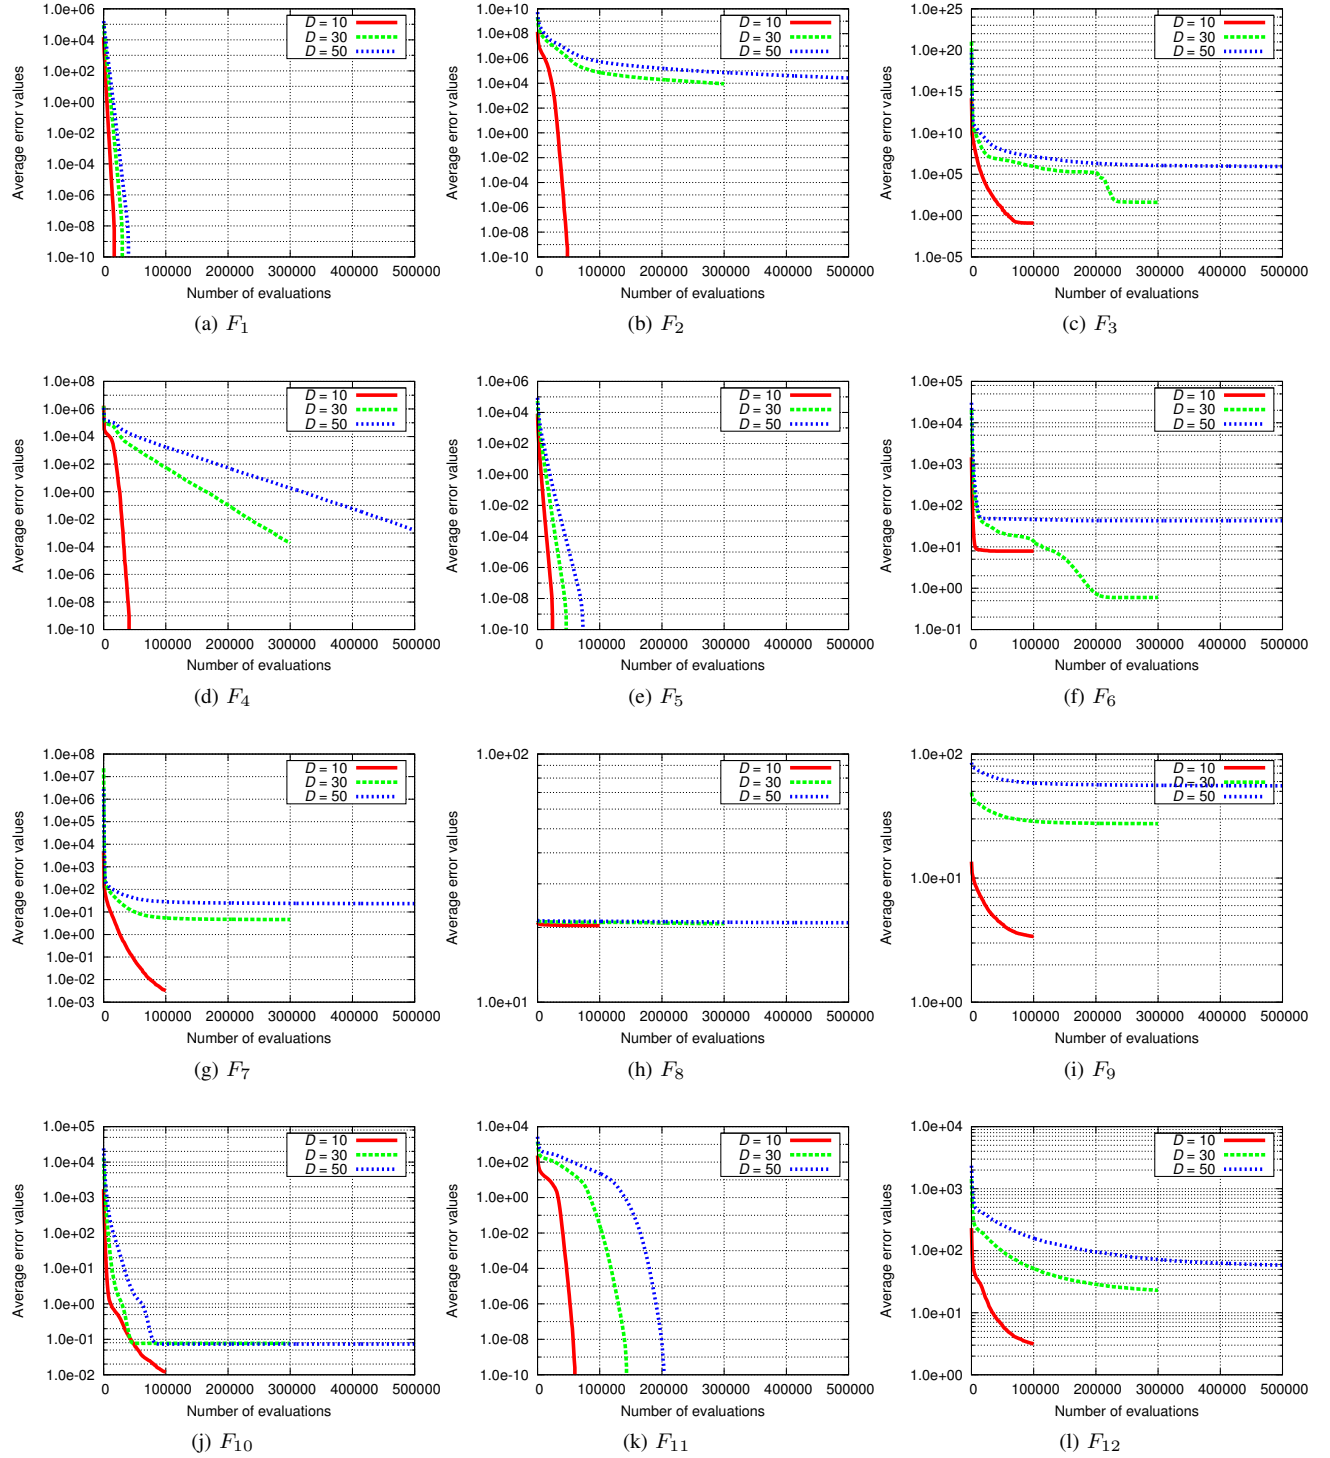 1.0e+06
1.0e+04
1.0e+02
1.0e+00
1.0e-02
1.0e-04
1.0e-06
1.0e-08
1.0e-10
Average error values
D = 10
D = 30
D = 50
0 100000 200000 300000 400000 500000
Number of evaluations
(a) F1
1.0e+10
1.0e+08
1.0e+06
1.0e+04
1.0e+02
1.0e+00
1.0e-02
1.0e-04
1.0e-06
1.0e-08
1.0e-10
Average error values
D = 10
D = 30
D = 50
0 100000 200000 300000 400000 500000
Number of evaluations
(b) F2
1.0e+25
1.0e+20
1.0e+15
1.0e+10
1.0e+05
1.0e+00
1.0e-05
Average error values
D = 10
D = 30
D = 50
0 100000 200000 300000 400000 500000
Number of evaluations
(c) F3
1.0e+08
1.0e+06
1.0e+04
1.0e+02
1.0e+00
1.0e-02
1.0e-04
1.0e-06
1.0e-08
1.0e-10
Average error values
D = 10
D = 30
D = 50
0 100000 200000 300000 400000 500000
Number of evaluations
(d) F4
1.0e+06
1.0e+04
1.0e+02
1.0e+00
1.0e-02
1.0e-04
1.0e-06
1.0e-08
1.0e-10
Average error values
D = 10
D = 30
D = 50
0 100000 200000 300000 400000 500000
Number of evaluations
(e) F5
1.0e+05
1.0e+04
1.0e+03
1.0e+02
1.0e+01
1.0e+00
1.0e-01
Average error values
D = 10
D = 30
D = 50
0 100000 200000 300000 400000 500000
Number of evaluations
(f) F6
1.0e+08
1.0e+07
1.0e+06
1.0e+05
1.0e+04
1.0e+03
1.0e+02
1.0e+01
1.0e+00
1.0e-01
1.0e-02
1.0e-03
Average error values
D = 10
D = 30
D = 50
0 100000 200000 300000 400000 500000
Number of evaluations
(g) F7
1.0e+02
1.0e+01
Average error values
D = 10
D = 30
D = 50
0 100000 200000 300000 400000 500000
Number of evaluations
(h) F8
1.0e+02
1.0e+01
1.0e+00
Average error values
D = 10
D = 30
D = 50
0 100000 200000 300000 400000 500000
Number of evaluations
(i) F9
1.0e+05
1.0e+04
1.0e+03
1.0e+02
1.0e+01
1.0e+00
1.0e-01
1.0e-02
Average error values
D = 10
D = 30
D = 50
0 100000 200000 300000 400000 500000
Number of evaluations
(j) F10
1.0e+04
1.0e+02
1.0e+00
1.0e-02
1.0e-04
1.0e-06
1.0e-08
1.0e-10
Average error values
D = 10
D = 30
D = 50
0 100000 200000 300000 400000 500000
Number of evaluations
(k) F11
1.0e+04
1.0e+03
1.0e+02
1.0e+01
1.0e+00
Average error values
D = 10
D = 30
D = 50
0 100000 200000 300000 400000 500000
Number of evaluations
(l) F12